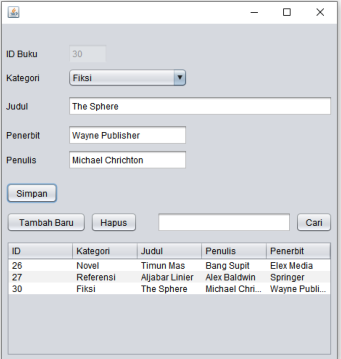 ID Buku 30
Kategori Fiksi
Judul The Sphere
Penerbit Wayne Publisher
Penulis Michael Chrichton
Simpan
Tambah Baru Hapus Cari
ID Kategori Judul Penulis Penerbit
26 Novel Timun Mas Bang Supit Elex Media
27 Referensi Aljabar Linier Alex Baldwin Springer
30 Fiksi The Sphere Michael Chri... Wayne Publi...